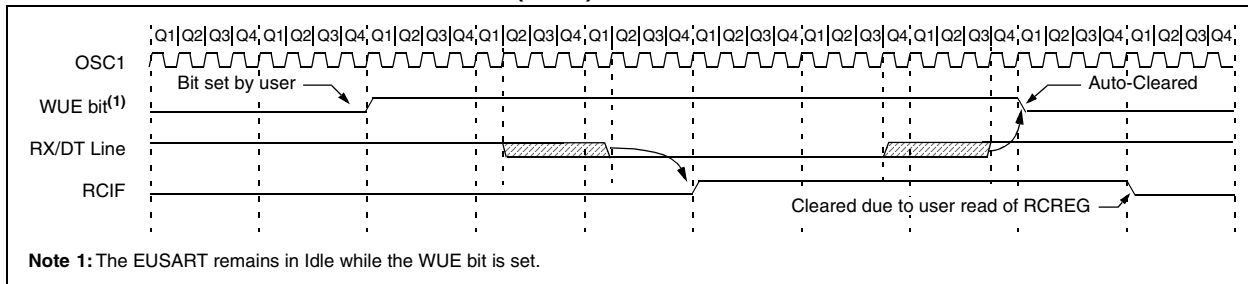 Q1 Q2 Q3 Q4 Q1 Q2 Q3 Q4 Q1 Q2 Q3 Q4 Q1 Q2 Q3 Q4 Q1 Q2 Q3 Q4 Q1 Q2 Q3 Q4 Q1 Q2 Q3 Q4 Q1 Q2 Q3 Q4 Q1 Q2 Q3 Q4 Q1 Q2 Q3 Q4
OSC1
Bit set by user
Auto-Cleared
WUE bit(1)
RX/DT Line
RCIF
Cleared due to user read of RCREG
Note 1: The EUSART remains in Idle while the WUE bit is set.